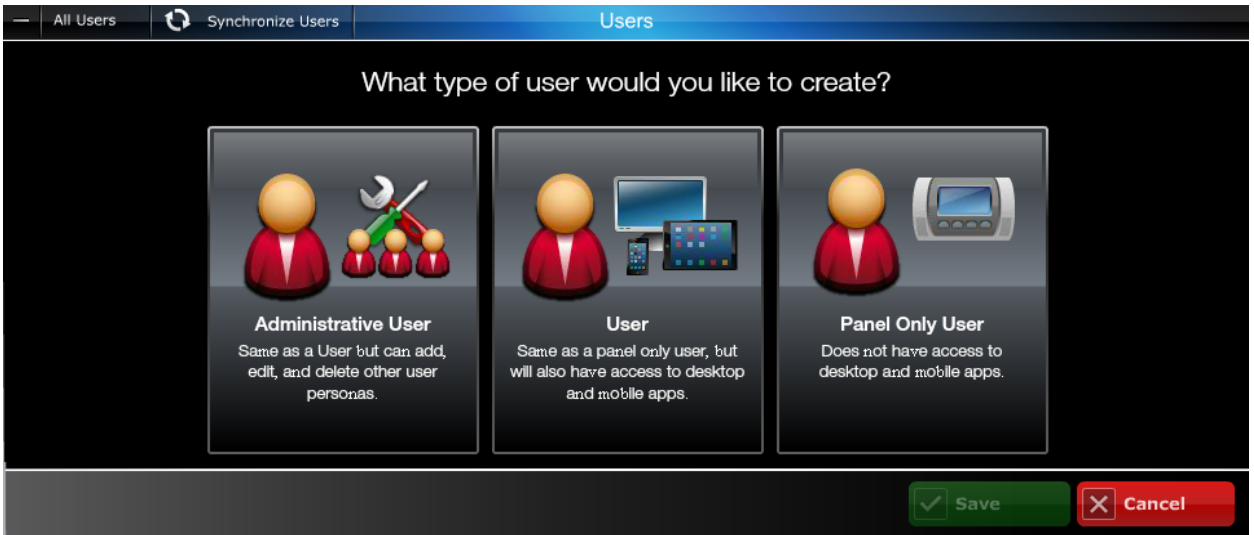 All Users
Synchronize Users
Users
What type of user would you like to create?
Administrative User
Same as a User but can add,
edit, and delete other user
personas.
User
Same as a panel only user, but
will also have access to desktop
and mobile apps.
Panel Only User
Does not have access to
desktop and mobile apps.
Save
Cancel